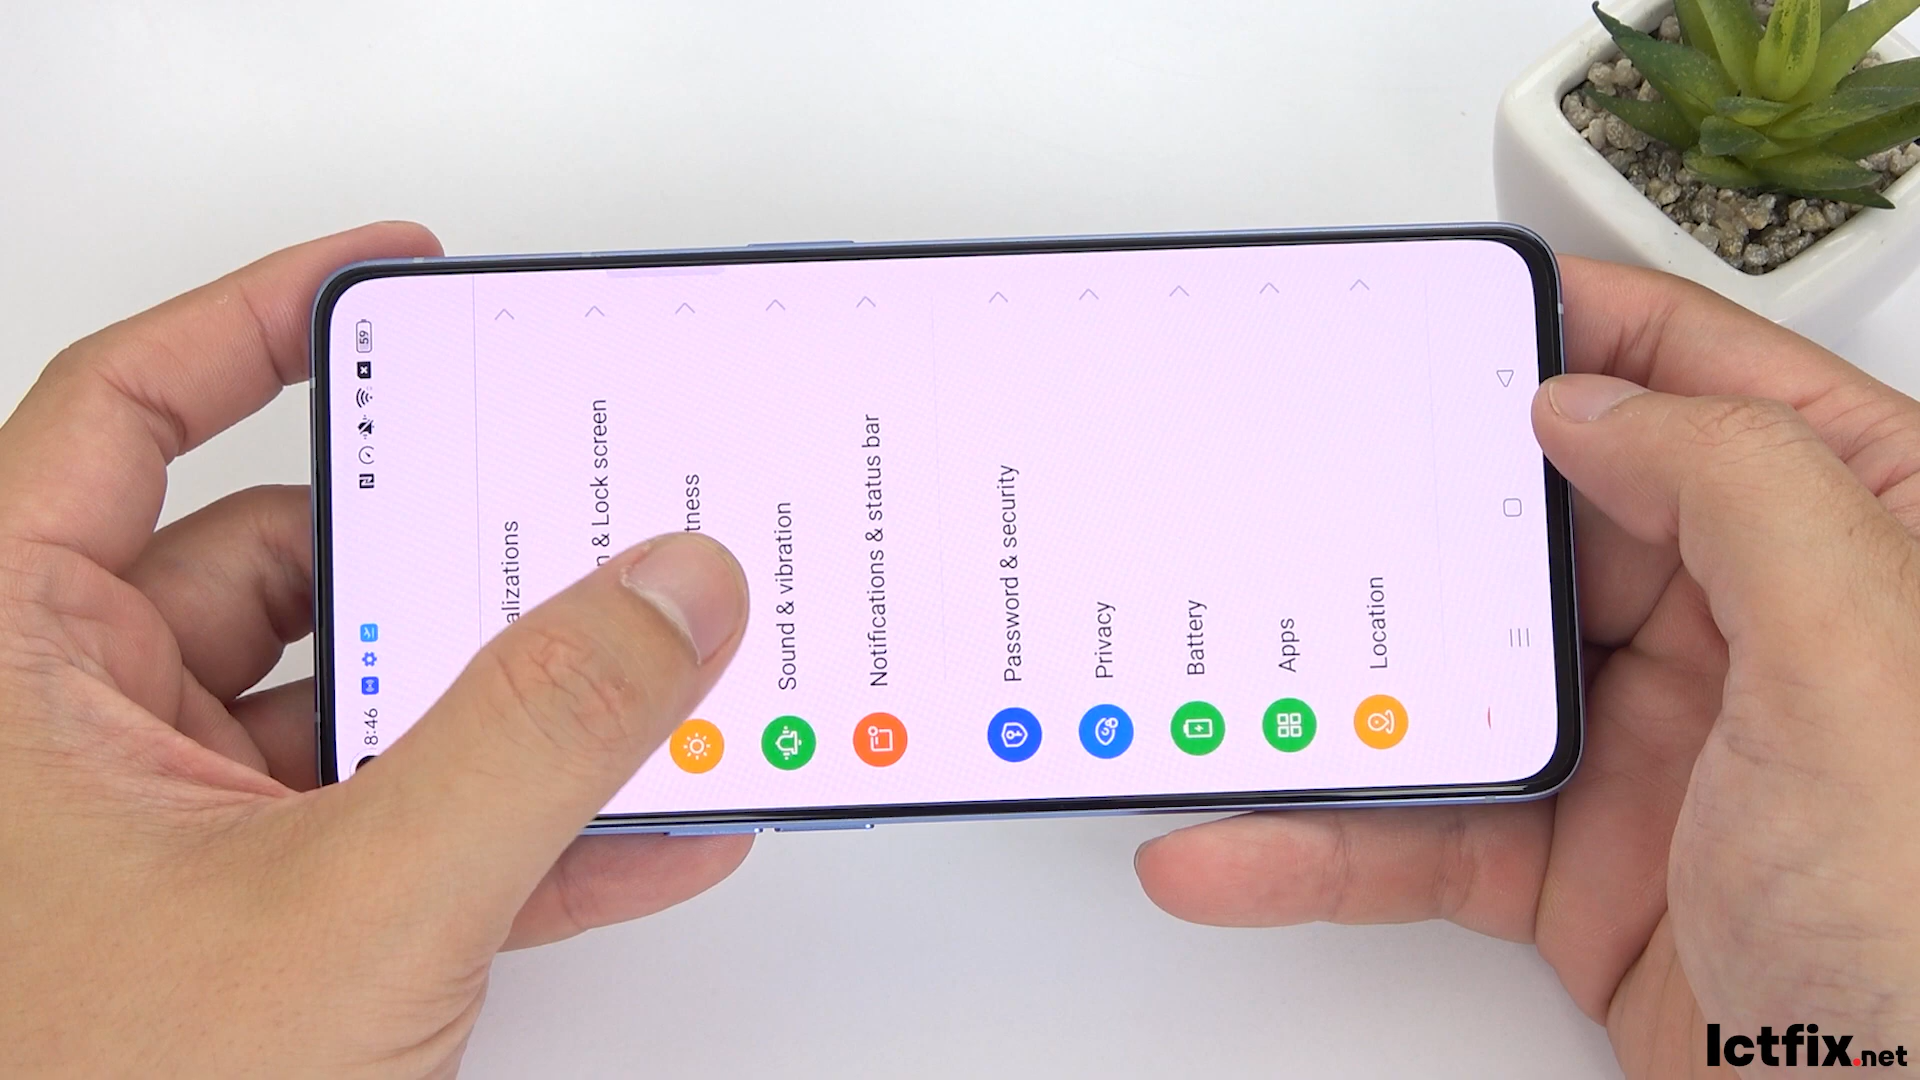 8:46
59
alizations
n & Lock screen
tness
Sound & vibration
Notifications & status bar
Password & security
Privacy
Battery
Apps
Location
Ictfix.net